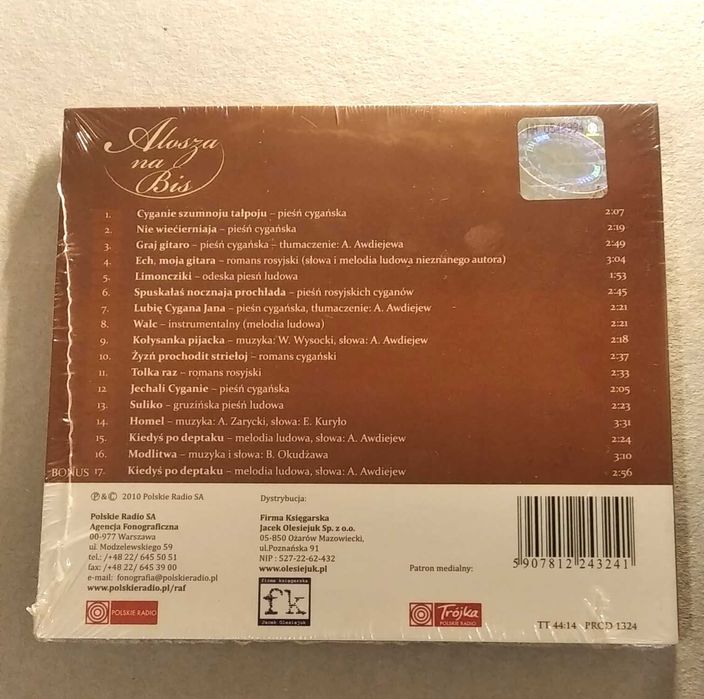 Alosza
na
Bis
HM 0549994
1. Cyganie szumnoju tałpoju – pieśń cygańska 2:07
2. Nie wiećierniaja – pieśń cygańska 2:19
3. Graj gitaro – pieśń cygańska – tłumaczenie: A. Awdiejewa 2:49
4. Ech, moja gitara – romans rosyjski (słowa i melodia ludowa nieznanego autora) 3:04
5. Limoncziki – odeska piesń ludowa 1:53
6. Spuskałaś nocznaja prochłada – pieśń rosyjskich cyganów 2:45
7. Lubię Cygana Jana – pieśn cygańska, tłumaczenie: A. Awdiejew 2:21
8. Walc – instrumentalny (melodia ludowa) 2:21
9. Kołysanka pijacka – muzyka: W. Wysocki, słowa: A. Awdiejew 2:18
10. Żyzń prochodit striełoj – romans cygański 2:37
11. Tolka raz – romans rosyjski 2:33
12 Jechali Cyganie – pieśń cygańska 2:05
13. Suliko – gruzińska pieśń ludowa 2:23
14. Homel – muzyka: A. Zarycki, słowa: E. Kuryło 3:31
15. Kiedyś po deptaku – melodia ludowa, słowa: A. Awdiejew 2:24
16. Modlitwa – muzyka i słowa: B. Okudżawa 3:10
BONUS 17. Kiedyś po deptaku – melodia ludowa, słowa: A. Awdiejew 2:56
℗ & © 2010 Polskie Radio SA
Polskie Radio SA
Agencja Fonograficzna
00-977 Warszawa
ul. Modzelewskiego 59
tel.: /+48 22/ 645 50 51
fax: /+48 22/ 645 39 00
e-mail: fonografia@polskieradio.pl
www.polskieradio.pl/raf
POLSKIE RADIO
Dystrybucja:
Firma Księgarska
Jacek Olesiejuk Sp. z o.o.
05-850 Ożarów Mazowiecki,
ul.Poznańska 91
NIP : 527-22-62-432
www.olesiejuk.pl
firma księgarska
fk
Jacek Olesiejuk
Patron medialny:
Trójka
POLSKIE RADIO
5 907812 243241
TT 44:14 PRCD 1324